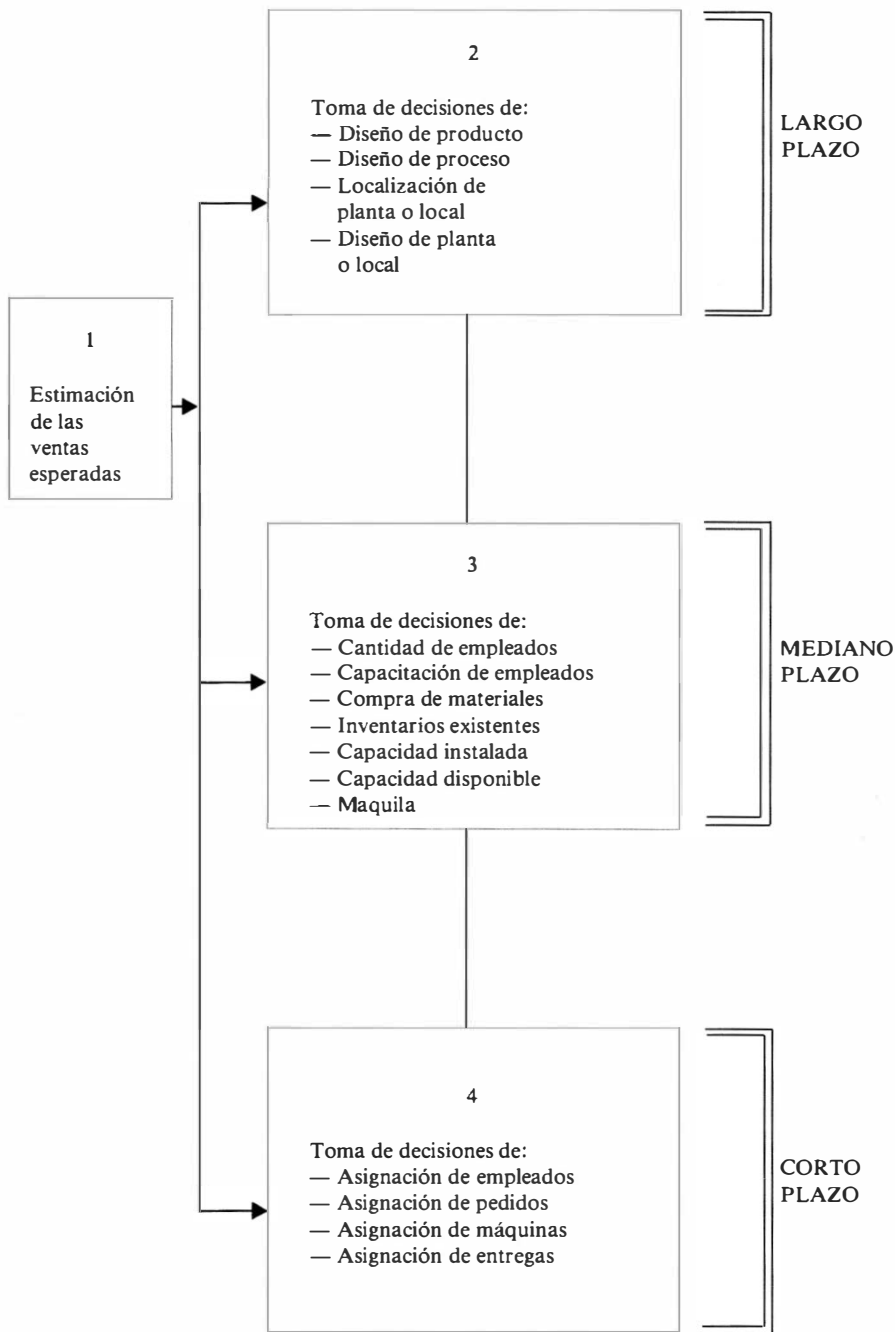 2
Toma de decisiones de:
— Diseño de producto
— Diseño de proceso
— Localización de
planta o local
— Diseño de planta
o local
LARGO
PLAZO
1
Estimación
de las
ventas
esperadas
3
Toma de decisiones de:
— Cantidad de empleados
— Capacitación de empleados
— Compra de materiales
— Inventarios existentes
— Capacidad instalada
— Capacidad disponible
— Maquila
MEDIANO
PLAZO
4
Toma de decisiones de:
— Asignación de empleados
— Asignación de pedidos
— Asignación de máquinas
— Asignación de entregas
CORTO
PLAZO